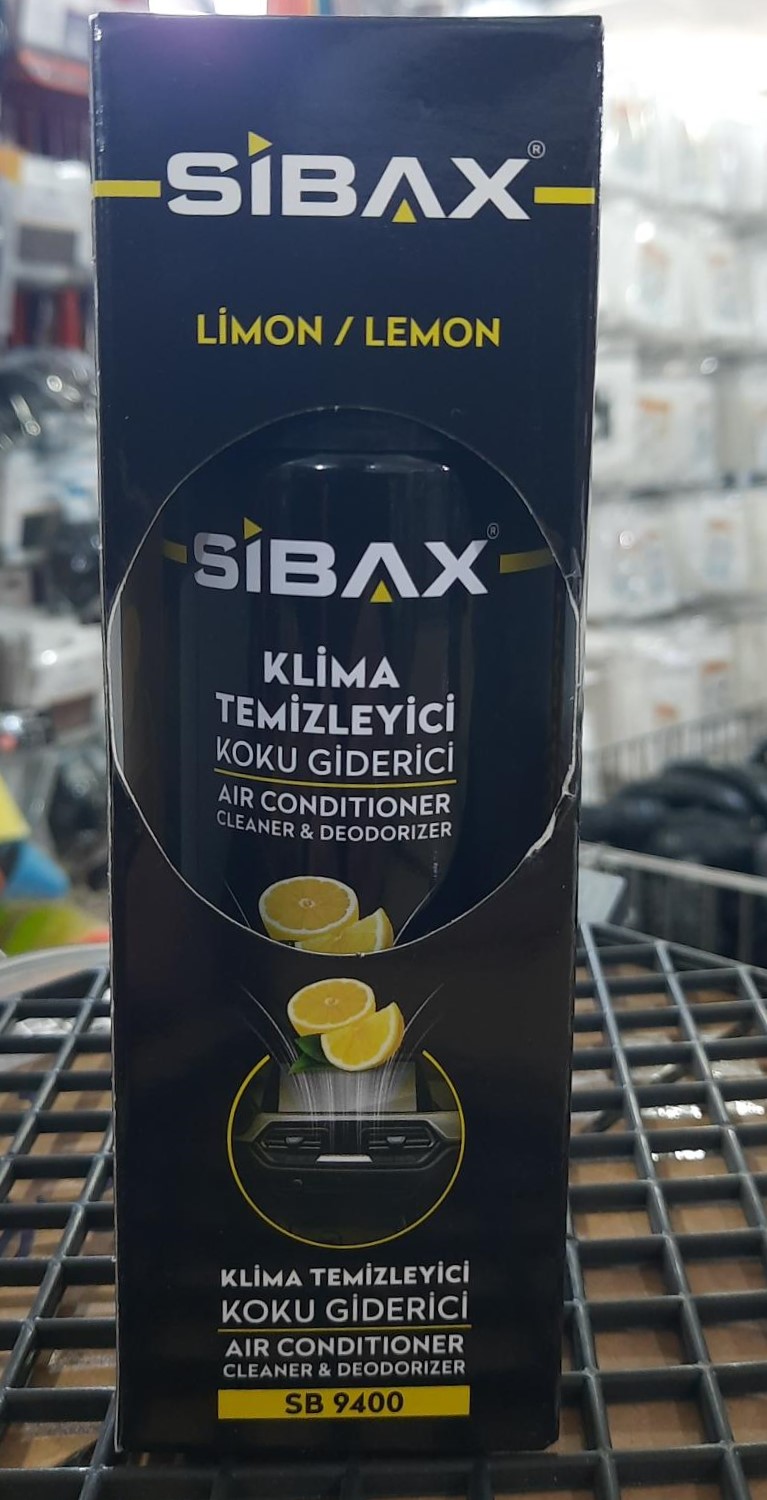 SİBAX®
LİMON / LEMON
SİBAX®
KLİMA
TEMİZLEYİCİ
KOKU GİDERİCİ
AIR CONDITIONER
CLEANER & DEODORIZER
KLİMA TEMİZLEYİCİ
KOKU GİDERİCİ
AIR CONDITIONER
CLEANER & DEODORIZER
SB 9400